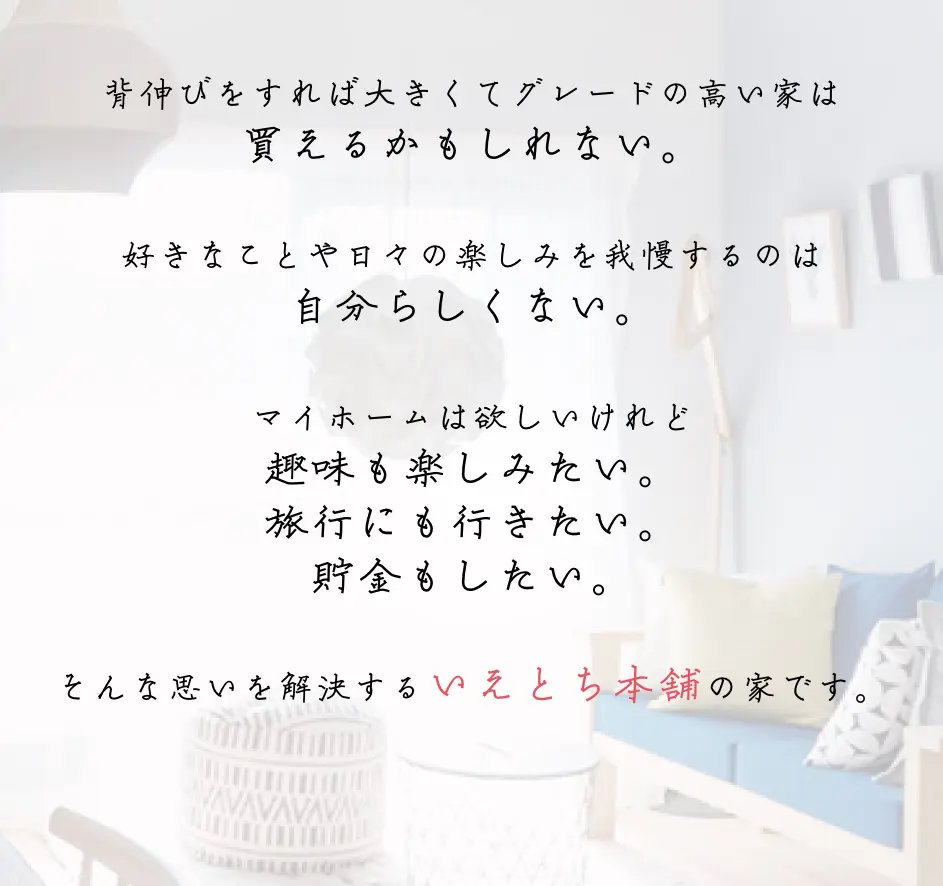 背伸びをすれば大きくてグレードの高い家は
買えるかもしれない。
好きなことや日々の楽しみを我慢するのは
自分らしくない。
マイホームは欲しいけれど
趣味も楽しみたい。
旅行にも行きたい。
貯金もしたい。
そんな思いを解決するいえとち本舗の家です。